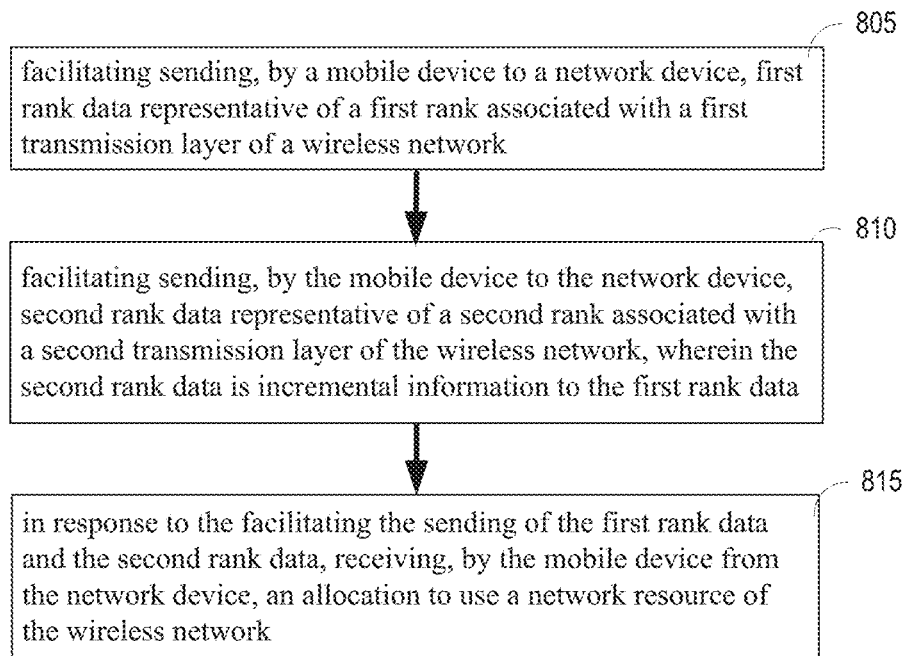 805
facilitating sending, by a mobile device to a network device, first
rank data representative of a first rank associated with a first
transmission layer of a wireless network
810
facilitating sending, by the mobile device to the network device,
second rank data representative of a second rank associated with
a second transmission layer of the wireless network, wherein the
second rank data is incremental information to the first rank data
815
in response to the facilitating the sending of the first rank data
and the second rank data, receiving, by the mobile device from
the network device, an allocation to use a network resource of
the wireless network